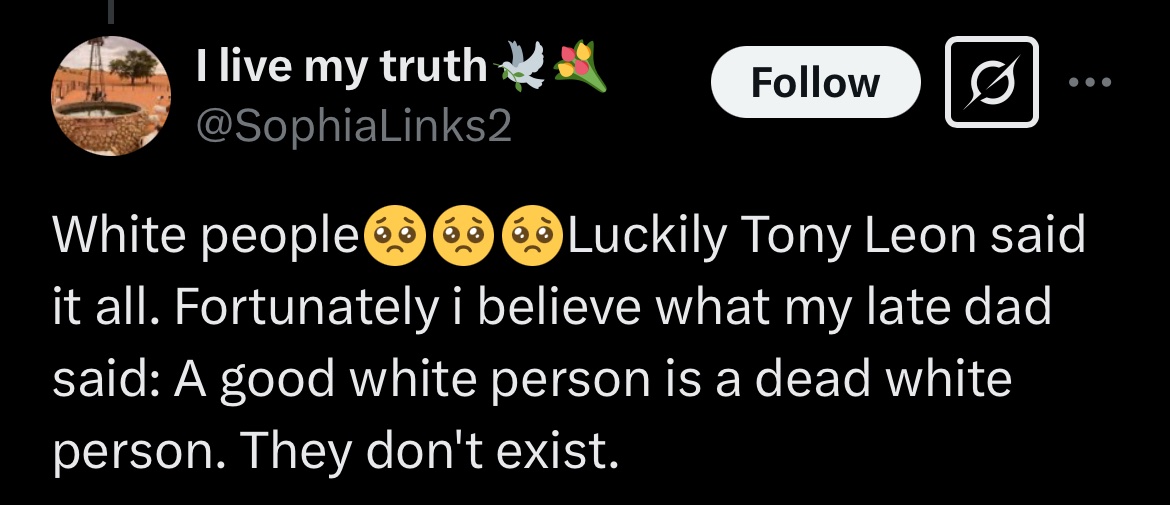 I live my truth🕊️💐
@SophiaLinks2
Follow
White people🥺🥺🥺Luckily Tony Leon said
it all. Fortunately i believe what my late dad
said: A good white person is a dead white
person. They don't exist.